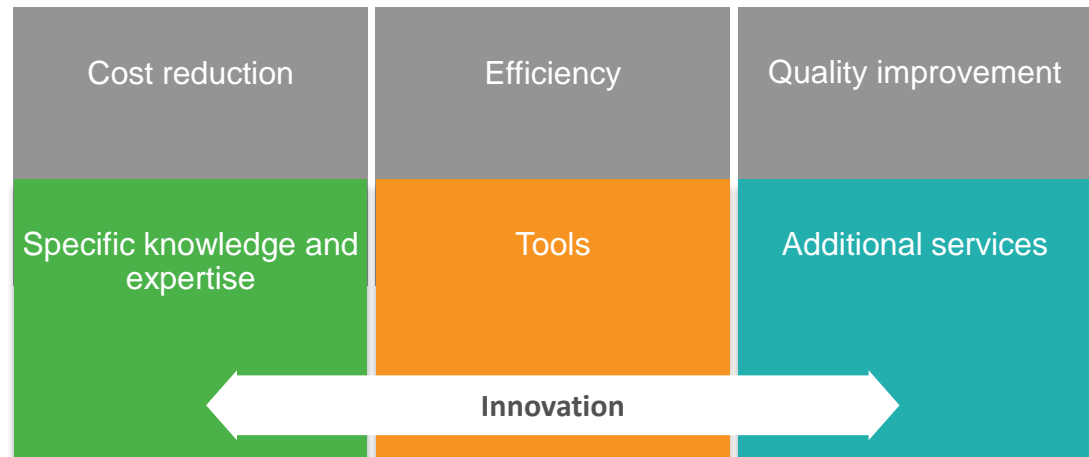 Cost reduction
Efficiency
Quality improvement
Specific knowledge and
expertise
Tools
Additional services
Innovation